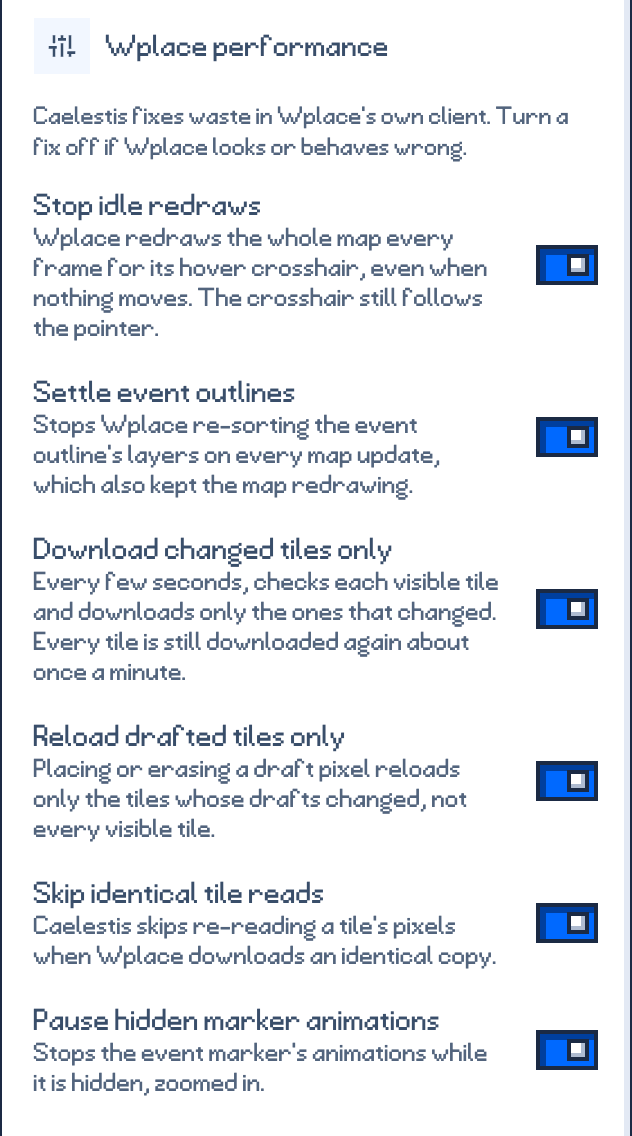 Wplace performance
Caelestis fixes waste in Wplace's own client. Turn a
fix off if Wplace looks or behaves wrong.
Stop idle redraws
Wplace redraws the whole map every
frame for its hover crosshair, even when
nothing moves. The crosshair still follows
the pointer.
Settle event outlines
Stops Wplace re-sorting the event
outline's layers on every map update,
which also kept the map redrawing.
Download changed tiles only
Every few seconds, checks each visible tile
and downloads only the ones that changed.
Every tile is still downloaded again about
once a minute.
Reload drafted tiles only
Placing or erasing a draft pixel reloads
only the tiles whose drafts changed, not
every visible tile.
Skip identical tile reads
Caelestis skips re-reading a tile's pixels
when Wplace downloads an identical copy.
Pause hidden marker animations
Stops the event marker's animations while
it is hidden, zoomed in.